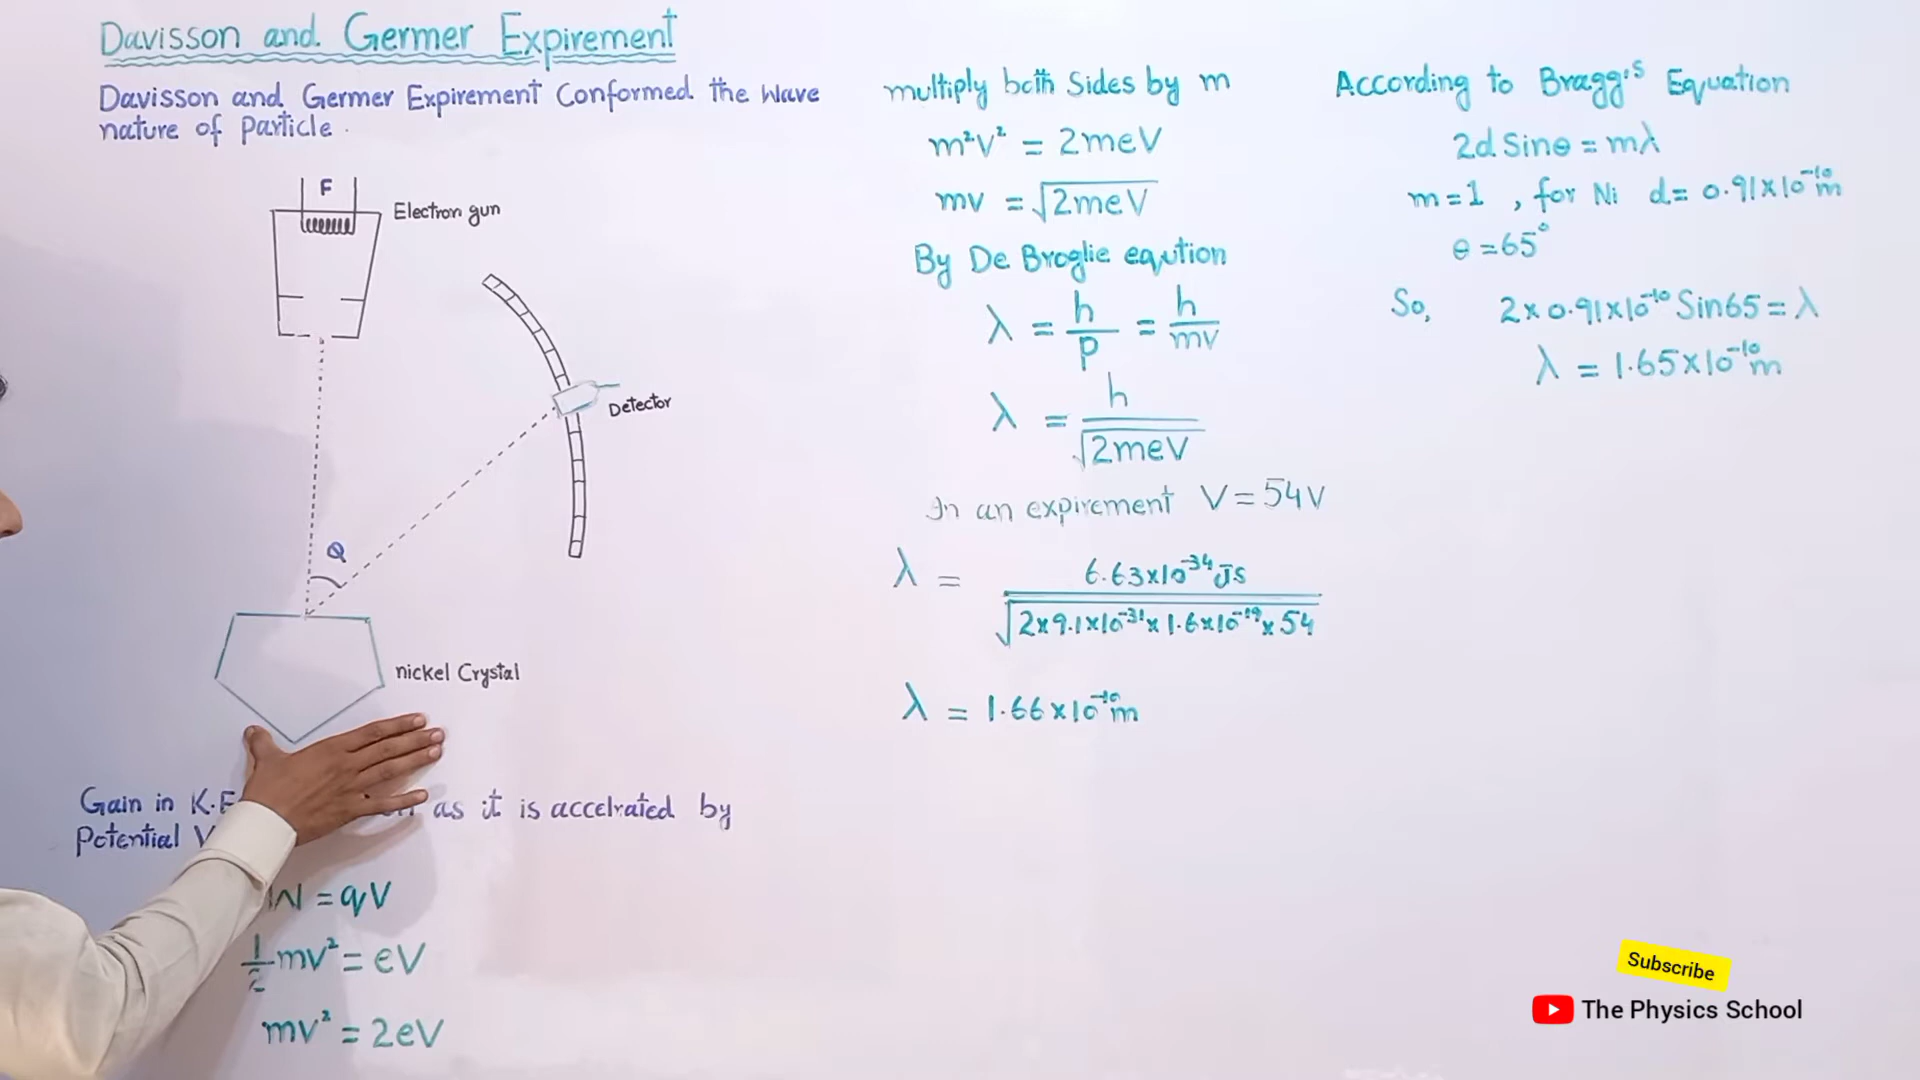 Davisson and Germer Expirement
Davisson and Germer Expirement Conformed the wave
nature of particle.
F
Electron gun
Detector
nickel Crystal
Gain in K.E as it is accelrated by
Potential V
W = qV
1/2 mv² = eV
mv² = 2eV
multiply both Sides by m
m²v² = 2meV
mv = √2meV
By De Broglie eqution
λ = h/P = h/mv
λ = h/√2meV
In an expirement V = 54V
λ = 6.63x10⁻³⁴Js/√2x9.1x10⁻³¹x1.6x10⁻¹⁹x54
λ = 1.66x10⁻¹⁰m
According to Bragg's Equation
2d Sinθ = mλ
m=1 , for Ni d= 0.91x10⁻¹⁰m
θ = 65°
So, 2x0.91x10⁻¹⁰ Sin65 = λ
λ = 1.65x10⁻¹⁰m
Subscribe
The Physics School